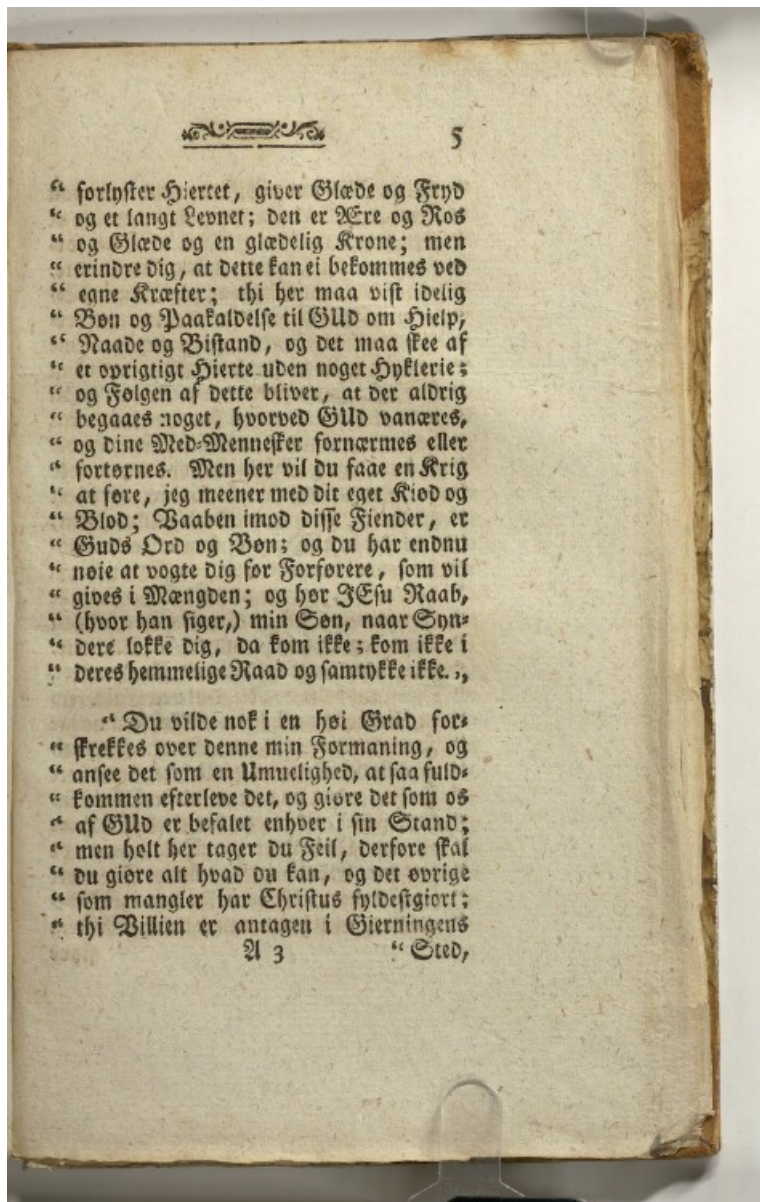 5
“ forlyster Hiertet, giver Glæde og Fryd
“ og et langt Levnet; den er Ære og Ros
“ og Glæde og en glædelig Krone; men
“ erindre dig, at dette kan ei bekommes ved
“ egne Kræfter; thi her maa vist idelig
“ Bøn og Paakaldelse til GUd om Hielp,
“ Naade og Bistand, og det maa skee af
“ et oprigtigt Hierte uden noget Hyklerie;
“ og Følgen af dette bliver, at der aldrig
“ begaaes noget, hvorved GUd vanæres,
“ og dine Med-Mennesker fornærmes eller
“ fortørnes. Men her vil du faae en Krig
“ at føre, jeg meener med dit eget Kiød og
“ Blod; Vaaben imod disse Fiender, er
“ Guds Ord og Bøn; og du har endnu
“ nøie at vogte dig for Forførere, som vil
“ gives i Mængden; og hør JEsu Raab,
“ (hvor han siger,) min Søn, naar Syn-
“ dere lokke dig, da kom ikke; kom ikke i
“ deres hemmelige Raad og samtykke ikke.„
“ Du vilde nok i en høi Grad for-
“ skrekkes over denne min Formaning, og
“ ansee det som en Umuelighed, at saa fuld-
“ kommen efterleve det, og giøre det som os
“ af GUd er befalet enhver i sin Stand;
“ men holt her tager du Feil, derfore skal
“ du giøre alt hvad du kan, og det øvrige
“ som mangler har Christus fyldestgiort;
“ thi Villien er antagen i Gierningens
A 3 “ Sted,